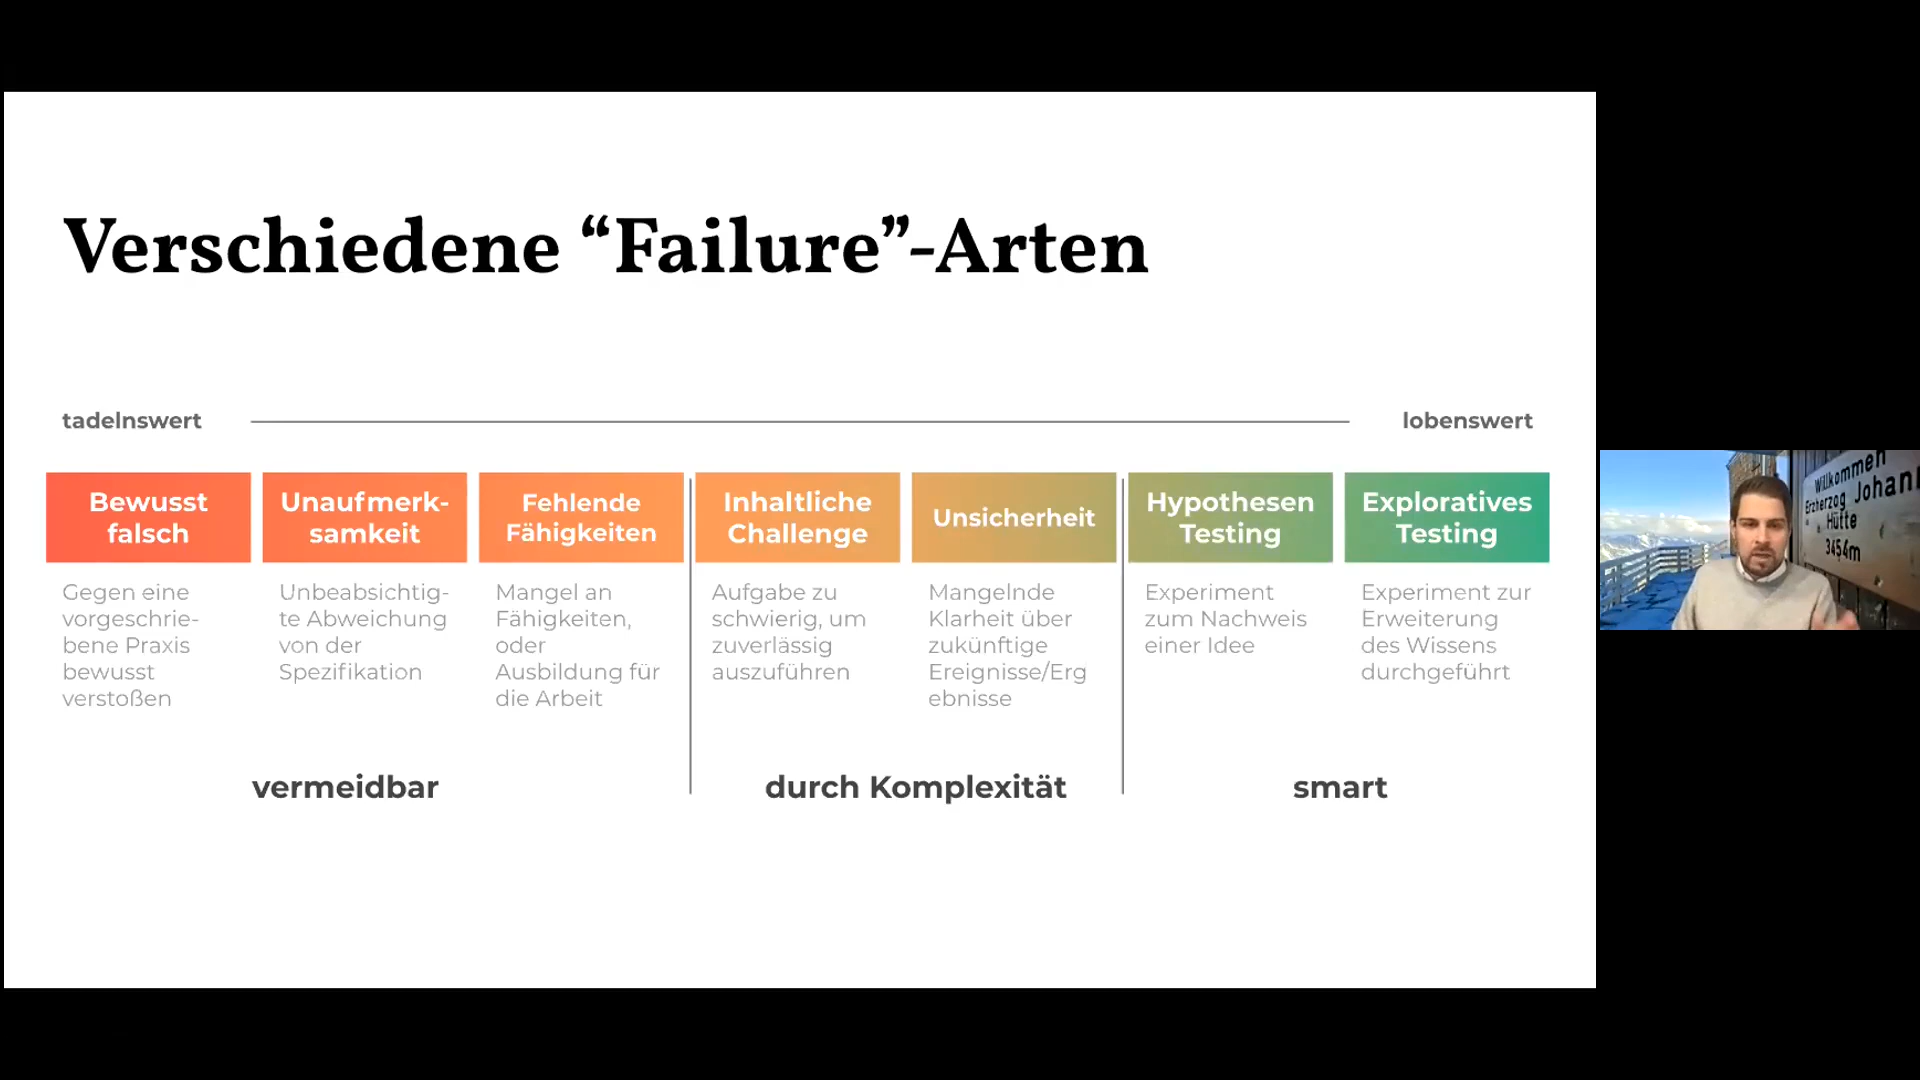 Verschiedene “Failure”-Arten
tadelnswert
lobenswert
Bewusst
falsch
Unaufmerk-
samkeit
Fehlende
Fähigkeiten
Inhaltliche
Challenge
Unsicherheit
Hypothesen
Testing
Exploratives
Testing
Gegen eine
vorgeschrie-
bene Praxis
bewusst
verstoßen
Unbeabsichtig-
te Abweichung
von der
Spezifikation
Mangel an
Fähigkeiten,
oder
Ausbildung für
die Arbeit
Aufgabe zu
schwierig, um
zuverlässig
auszuführen
Mangelnde
Klarheit über
zukünftige
Ereignisse/Erg
ebnisse
Experiment
zum Nachweis
einer Idee
Experiment zur
Erweiterung
des Wissens
durchgeführt
vermeidbar
durch Komplexität
smart
Willkommen
Erzherzog Johann
Hütte
3454m